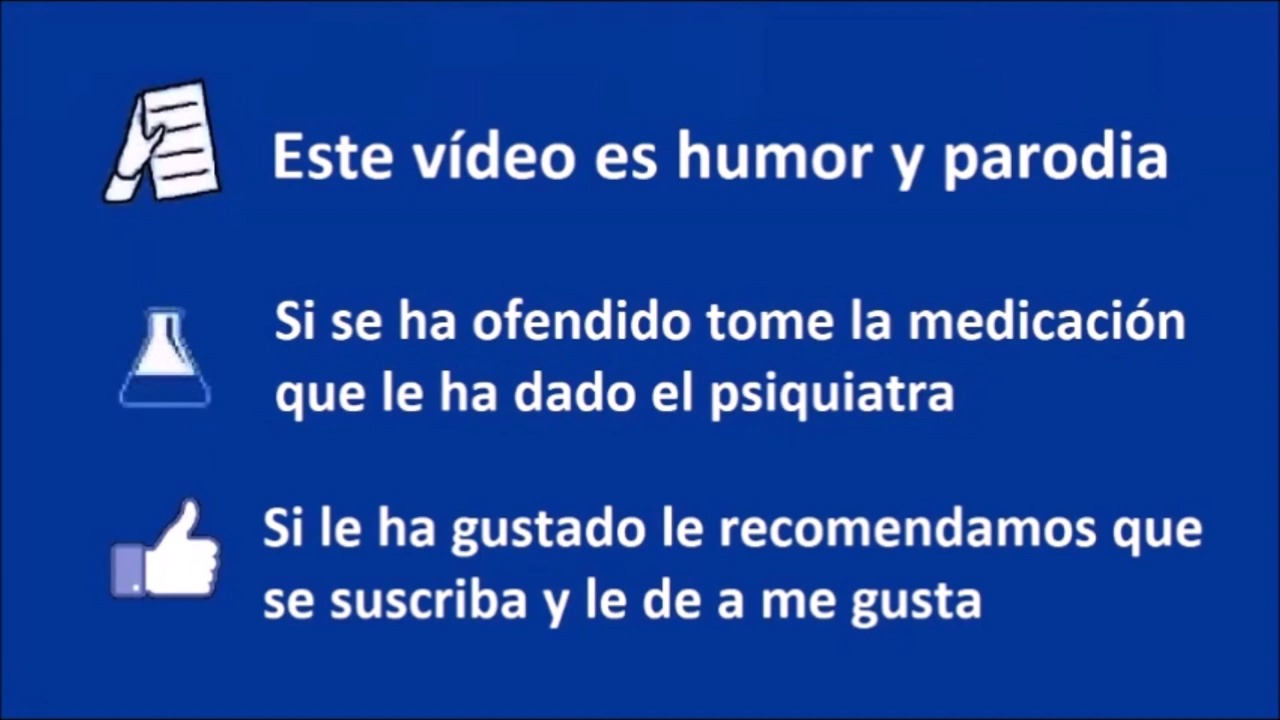 Este vídeo es humor y parodia
Si se ha ofendido tome la medicación
que le ha dado el psiquiatra
Si le ha gustado le recomendamos que
se suscriba y le de a me gusta